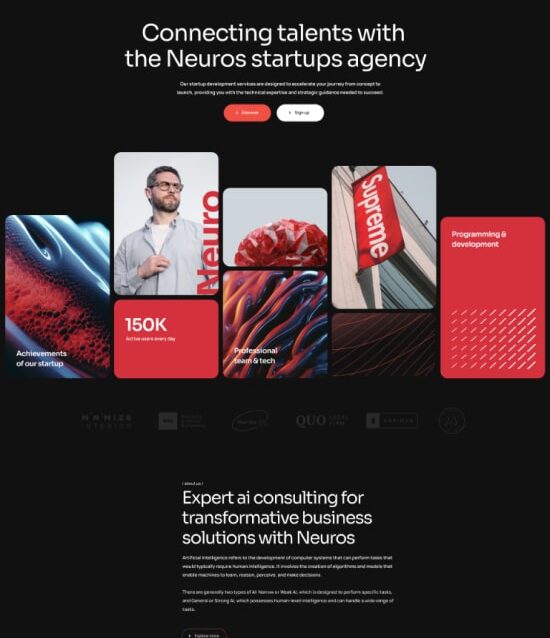 Connecting talents with
the Neuros startups agency
Our startup development services are designed to accelerate your journey from concept to
launch, providing you with the technical expertise and strategic guidance needed to succeed.
Discover
Sign up
Neuro
Supreme
Programming &
development
150K
Active users every day
Achievements
of our startup
Professional
team & tech
QUO LEGAL
FIRM
/ about us /
Expert ai consulting for
transformative business
solutions with Neuros
Artificial intelligence refers to the development of computer systems that can perform tasks that
would typically require human intelligence. It involves the creation of algorithms and models that
enable machines to learn, reason, perceive, and make decisions.
There are generally two types of AI: Narrow or Weak AI, which is designed to perform specific tasks,
and General or Strong AI, which possesses human-level intelligence and can handle a wide range of
tasks.
Explore more